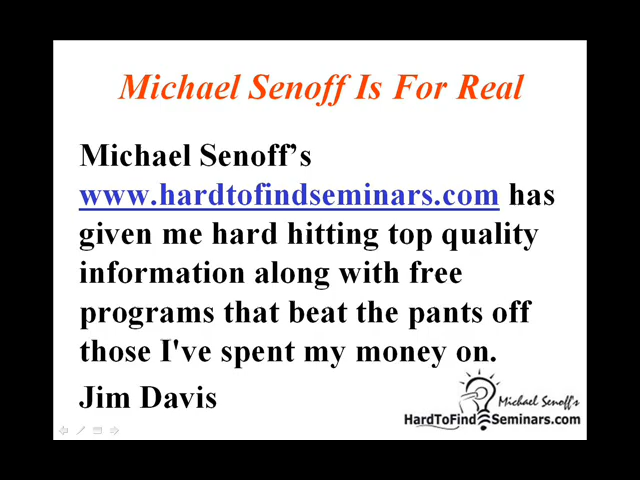 Michael Senoff Is For Real
Michael Senoff's
www.hardtofindseminars.com has
given me hard hitting top quality
information along with free
programs that beat the pants off
those I've spent my money on.
Jim Davis
Michael Senoff's
HardToFindSeminars.com